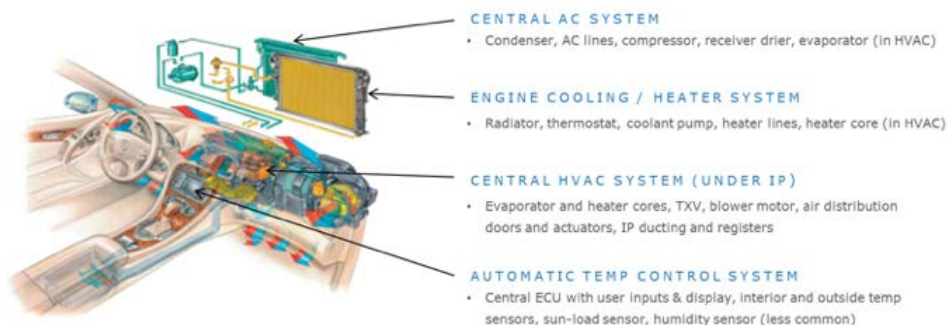 CENTRAL AC SYSTEM
• Condenser, AC lines, compressor, receiver drier, evaporator (in HVAC)
ENGINE COOLING / HEATER SYSTEM
• Radiator, thermostat, coolant pump, heater lines, heater core (in HVAC)
CENTRAL HVAC SYSTEM (UNDER IP)
• Evaporator and heater cores, TXV, blower motor, air distribution
doors and actuators, IP ducting and registers
AUTOMATIC TEMP CONTROL SYSTEM
• Central ECU with user inputs & display, interior and outside temp
sensors, sun-load sensor, humidity sensor (less common)